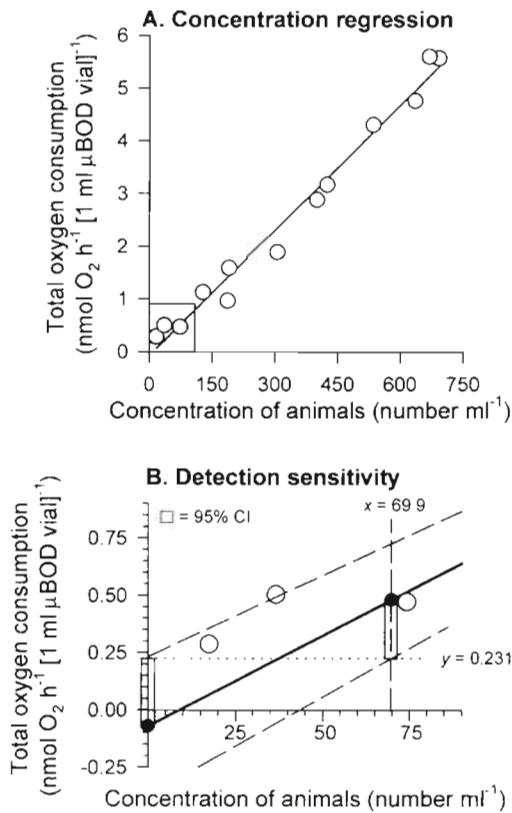 A. Concentration regression
Total oxygen consumption
(nmol O2 h-1 [1 ml µBOD vial]-1)
6
5
4
3
2
1
0
0 150 300 450 600 750
Concentration of animals (number ml-1)
B. Detection sensitivity
x = 69 9
□ = 95% CI
Total oxygen consumption
(nmol O2 h-1 [1 ml µBOD vial]-1)
0.75
0.50
0.25
y = 0.231
0.00
25 50 75
-0.25
Concentration of animals (number ml-1)